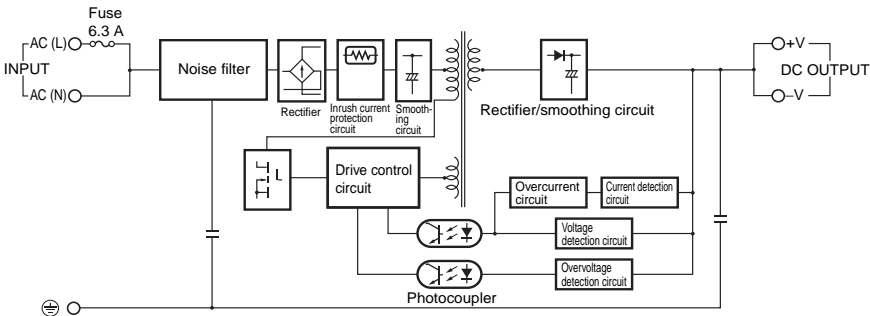 Fuse
6.3 A
AC (L)
INPUT
AC (N)
Noise filter
Rectifier
Inrush current
protection
circuit
Smooth-
ing
circuit
Rectifier/smoothing circuit
+V
DC OUTPUT
–V
Drive control
circuit
Overcurrent
circuit
Current detection
circuit
Voltage
detection circuit
Overvoltage
detection circuit
Photocoupler